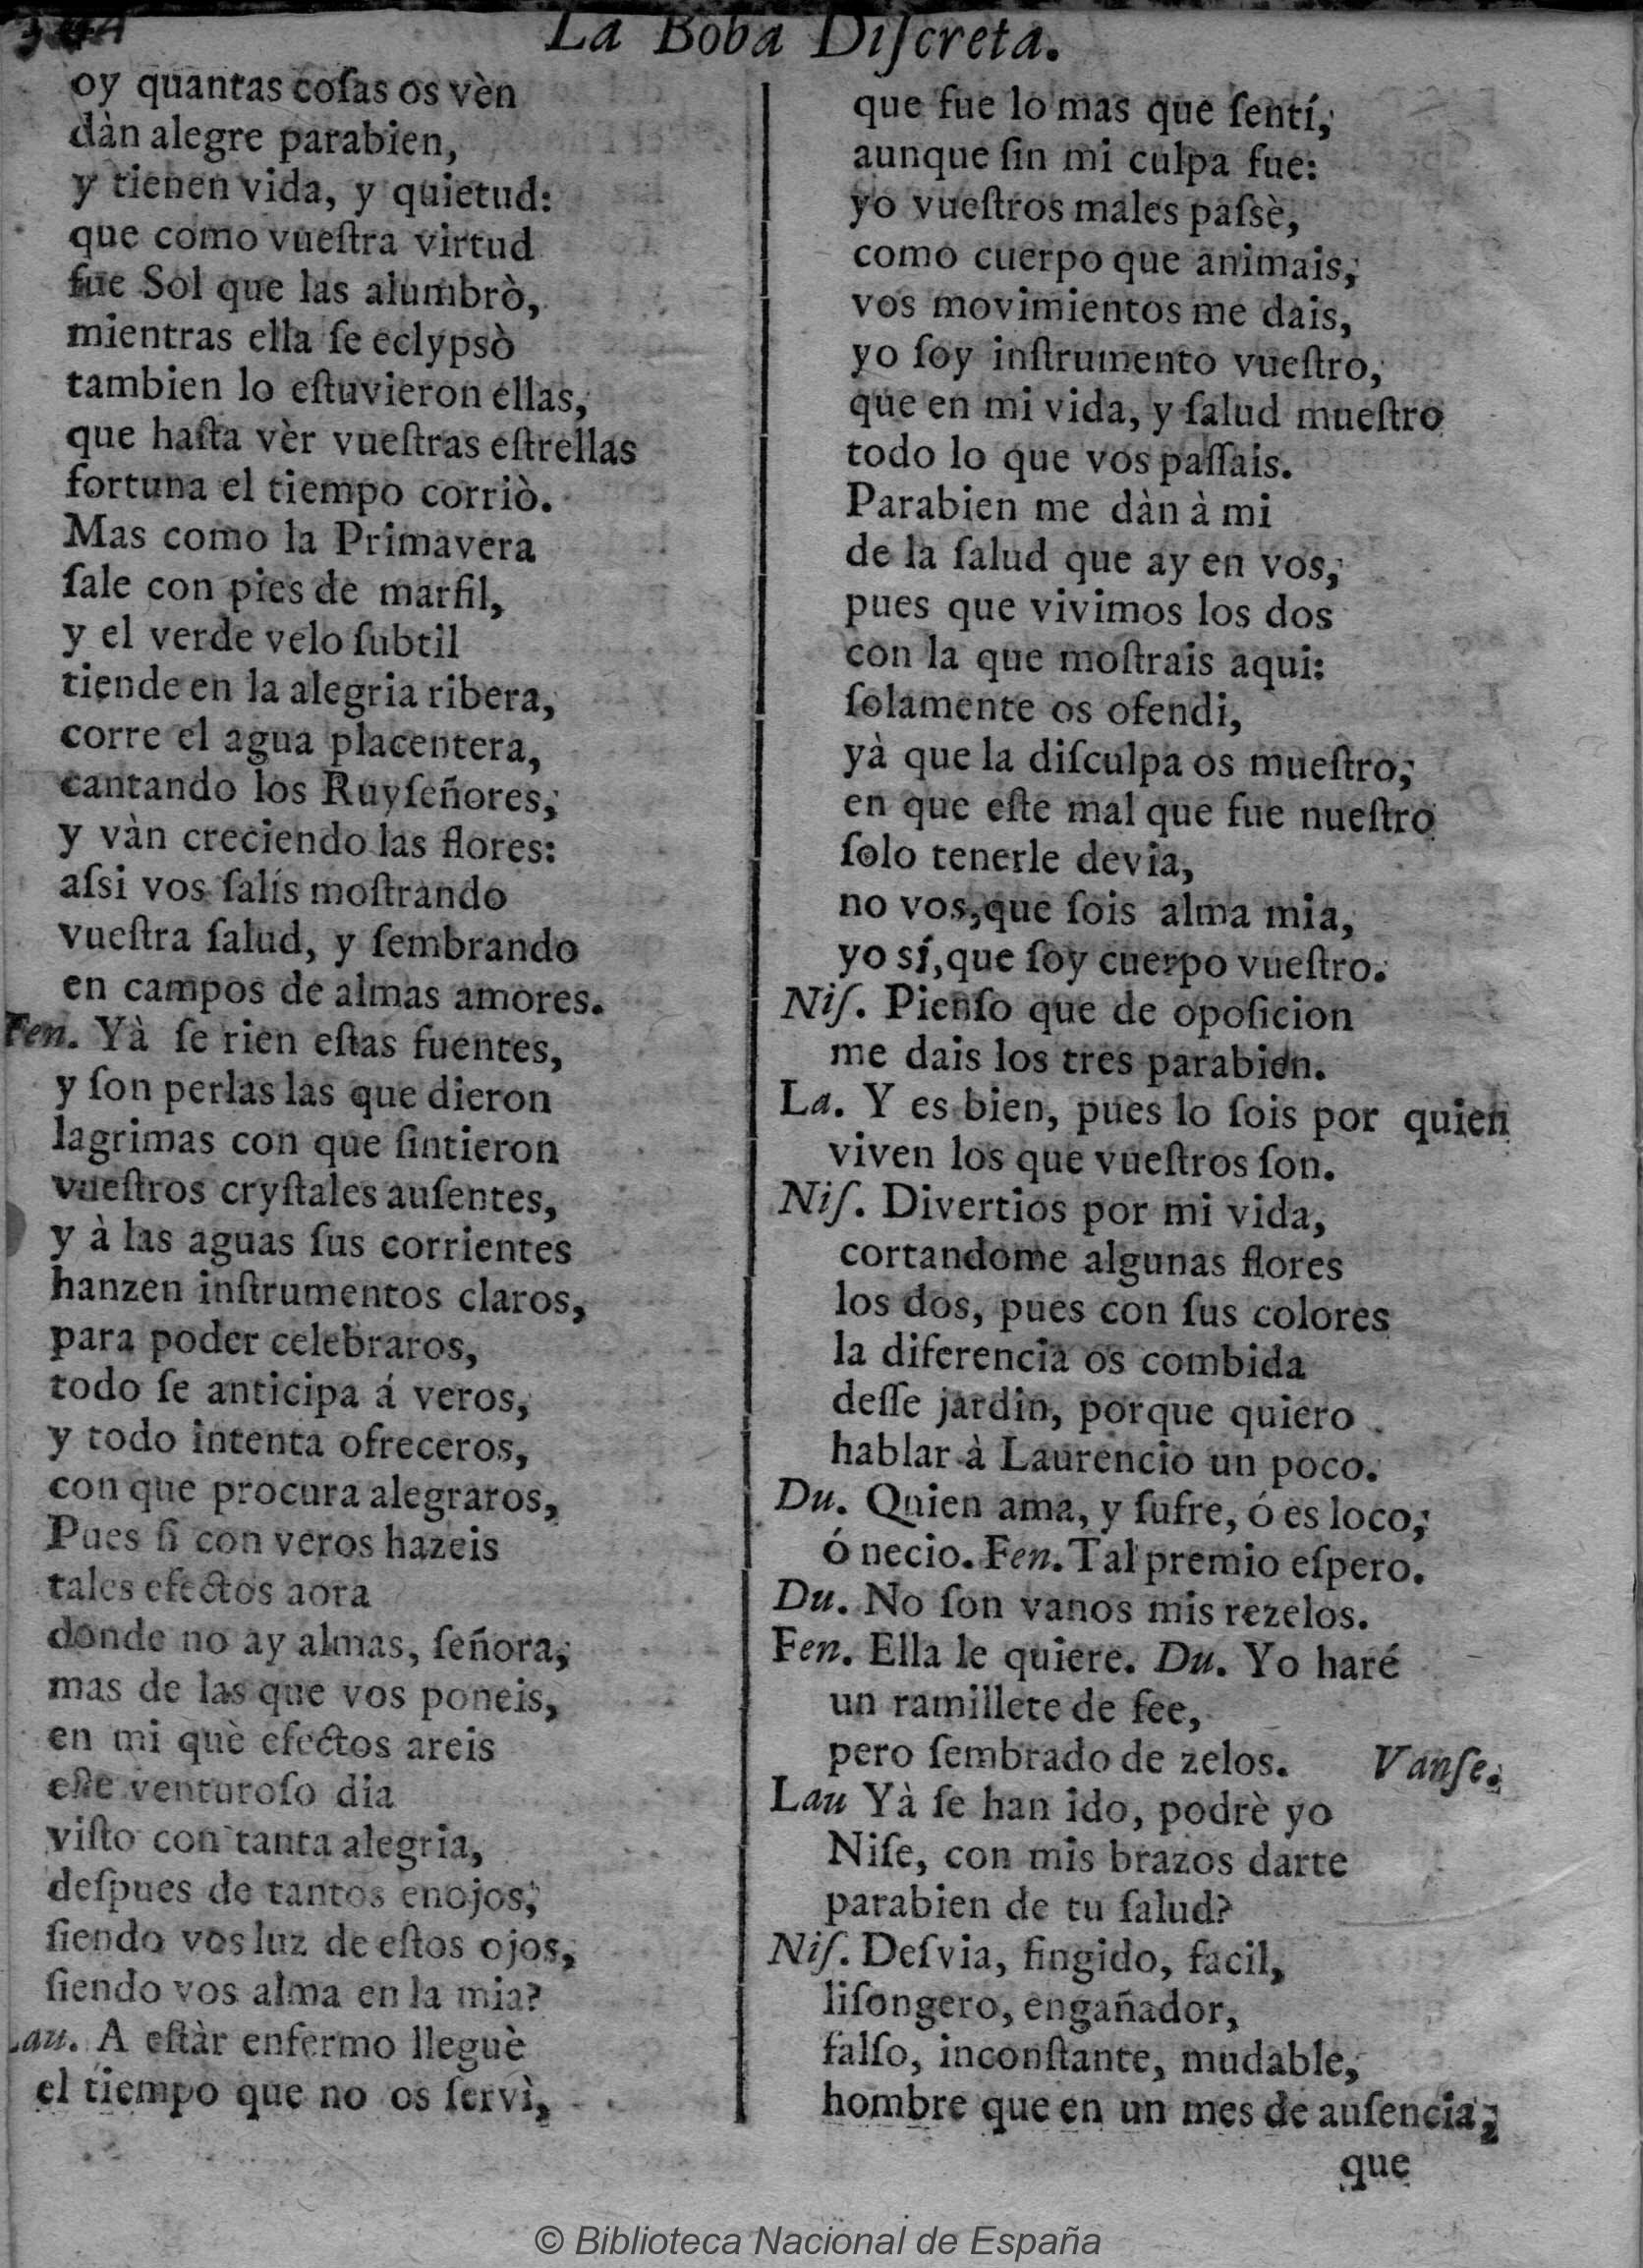 La Boba Diſcreta.
oy quantas coſas os vèn
dàn alegre parabien,
y tienen vida, y quietud:
que como vueſtra virtud
fue Sol que las alumbrò,
mientras ella ſe eclypsò
tambien lo eſtuvieron ellas,
que haſta vèr vueſtras eſtrellas
fortuna el tiempo corriò.
Mas como la Primavera
ſale con pies de marfil,
y el verde velo ſubtil
tiende en la alegria ribera,
corre el agua placentera,
cantando los Ruyſeñores,
y vàn creciendo las flores:
aſsi vos ſalís moſtrando
vueſtra ſalud, y ſembrando
en campos de almas amores.
Fen. Yà ſe rien eſtas fuentes,
y ſon perlas las que dieron
lagrimas con que ſintieron
vueſtros cryſtales auſentes,
y à las aguas ſus corrientes
hanzen inſtrumentos claros,
para poder celebraros,
todo ſe anticipa á veros,
y todo intenta ofreceros,
con que procura alegraros,
Pues ſi con veros hazeis
tales efectos aora
donde no ay almas, ſeñora,
mas de las que vos poneis,
en mi què efectos areis
eſte venturoſo dia
viſto con tanta alegria,
deſpues de tantos enojos,
ſiendo vos luz de eſtos ojos,
ſiendo vos alma en la mia?
Lau. A eſtàr enfermo lleguè
el tiempo que no os ſervì,
que fue lo mas que ſentí,
aunque ſin mi culpa fue:
yo vueſtros males paſsè,
como cuerpo que animais,
vos movimientos me dais,
yo ſoy inſtrumento vueſtro,
que en mi vida, y ſalud mueſtro
todo lo que vos paſſais.
Parabien me dàn à mi
de la ſalud que ay en vos,
pues que vivimos los dos
con la que moſtrais aqui:
ſolamente os ofendi,
yà que la diſculpa os mueſtro,
en que eſte mal que fue nueſtro
ſolo tenerle devia,
no vos, que ſois alma mia,
yo sí, que ſoy cuerpo vueſtro.
Niſ. Pienſo que de opoſicion
me dais los tres parabien.
La. Y es bien, pues lo ſois por quien
viven los que vueſtros ſon.
Niſ. Divertios por mi vida,
cortandome algunas flores
los dos, pues con ſus colores
la diferencia os combida
deſſe jardin, porque quiero
hablar à Laurencio un poco.
Du. Quien ama, y ſufre, ó es loco,
ó necio. Fen. Tal premio eſpero.
Du. No ſon vanos mis rezelos.
Fen. Ella le quiere. Du. Yo haré
un ramillete de fee,
pero ſembrado de zelos. Vanſe.
Lau Yà ſe han ido, podrè yo
Niſe, con mis brazos darte
parabien de tu ſalud?
Niſ. Deſvia, fingido, facil,
liſongero, engañador,
falſo, inconſtante, mudable,
hombre que en un mes de auſencia,
que
© Biblioteca Nacional de España